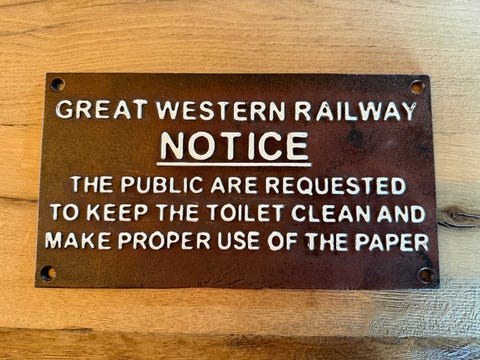 GREAT WESTERN RAILWAY
NOTICE
THE PUBLIC ARE REQUESTED
TO KEEP THE TOILET CLEAN AND
MAKE PROPER USE OF THE PAPER